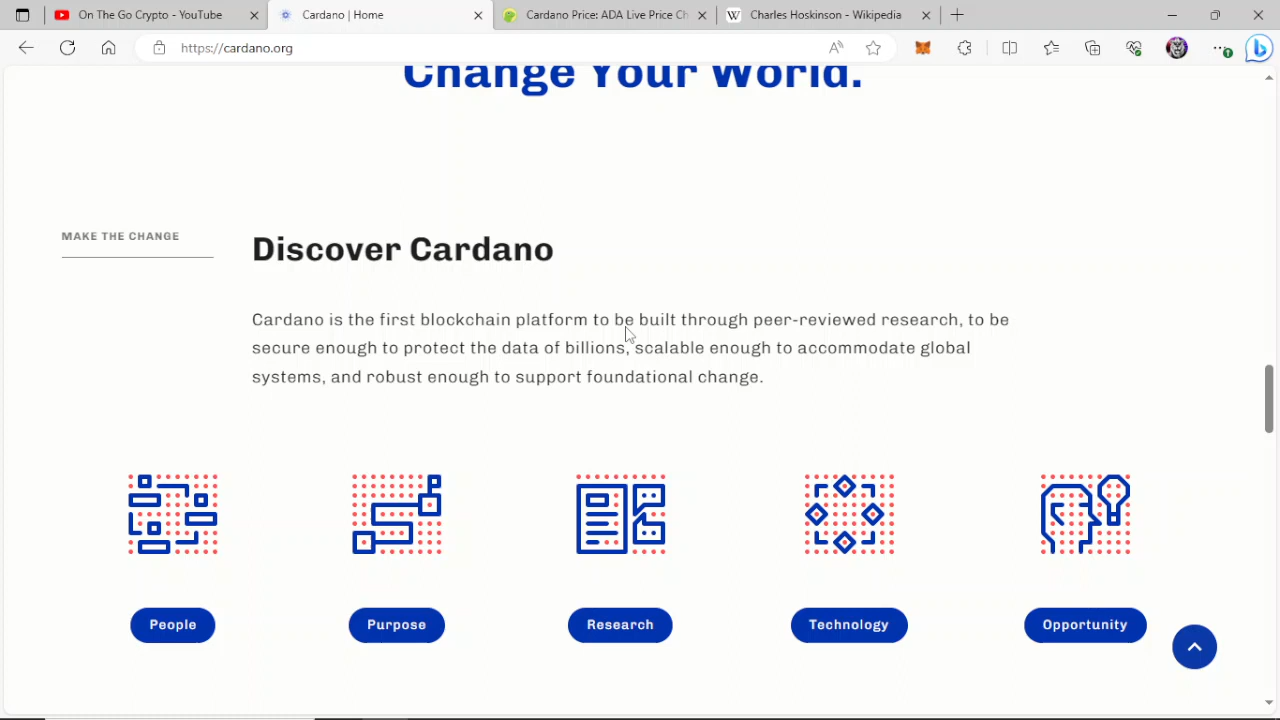 On The Go Crypto - YouTube
Cardano | Home
Cardano Price: ADA Live Price Ch
Charles Hoskinson - Wikipedia
https://cardano.org
Change Your World.
MAKE THE CHANGE
Discover Cardano
Cardano is the first blockchain platform to be built through peer-reviewed research, to be
secure enough to protect the data of billions, scalable enough to accommodate global
systems, and robust enough to support foundational change.
People
Purpose
Research
Technology
Opportunity